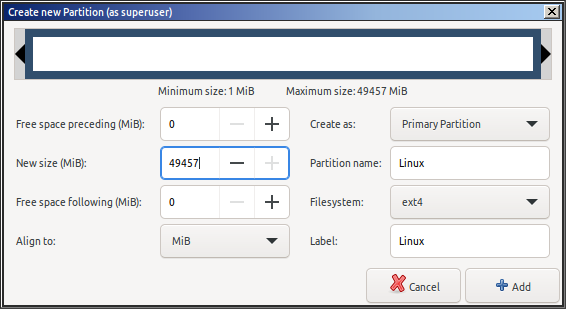 Create new Partition (as superuser)
Minimum size: 1 MiB Maximum size: 49457 MiB
Free space preceding (MiB): 0 Create as: Primary Partition
New size (MiB): 49457 Partition name: Linux
Free space following (MiB): 0 Filesystem: ext4
Align to: MiB Label: Linux
Cancel Add